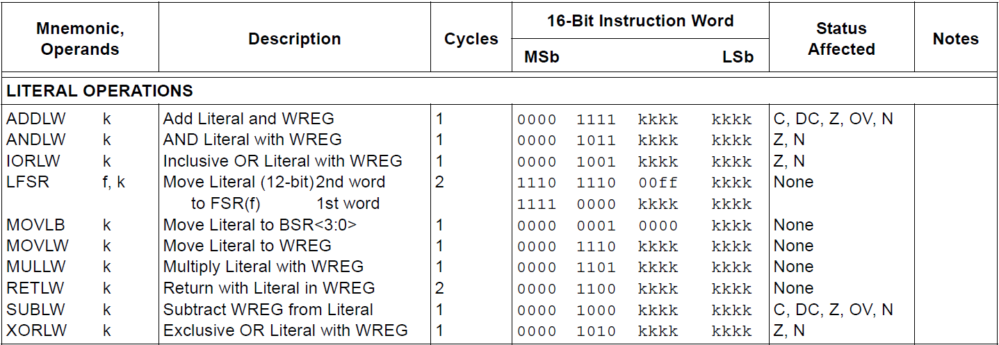 Mnemonic, Operands Description Cycles 16-Bit Instruction Word Status Affected Notes
MSb LSb
LITERAL OPERATIONS
ADDLW k Add Literal and WREG 1 0000 1111 kkkk kkkk C, DC, Z, OV, N
ANDLW k AND Literal with WREG 1 0000 1011 kkkk kkkk Z, N
IORLW k Inclusive OR Literal with WREG 1 0000 1001 kkkk kkkk Z, N
LFSR f, k Move Literal (12-bit) 2nd word 2 1110 1110 00ff kkkk None
to FSR(f) 1st word 1111 0000 kkkk kkkk
MOVLB k Move Literal to BSR<3:0> 1 0000 0001 0000 kkkk None
MOVLW k Move Literal to WREG 1 0000 1110 kkkk kkkk None
MULLW k Multiply Literal with WREG 1 0000 1101 kkkk kkkk None
RETLW k Return with Literal in WREG 2 0000 1100 kkkk kkkk None
SUBLW k Subtract WREG from Literal 1 0000 1000 kkkk kkkk C, DC, Z, OV, N
XORLW k Exclusive OR Literal with WREG 1 0000 1010 kkkk kkkk Z, N